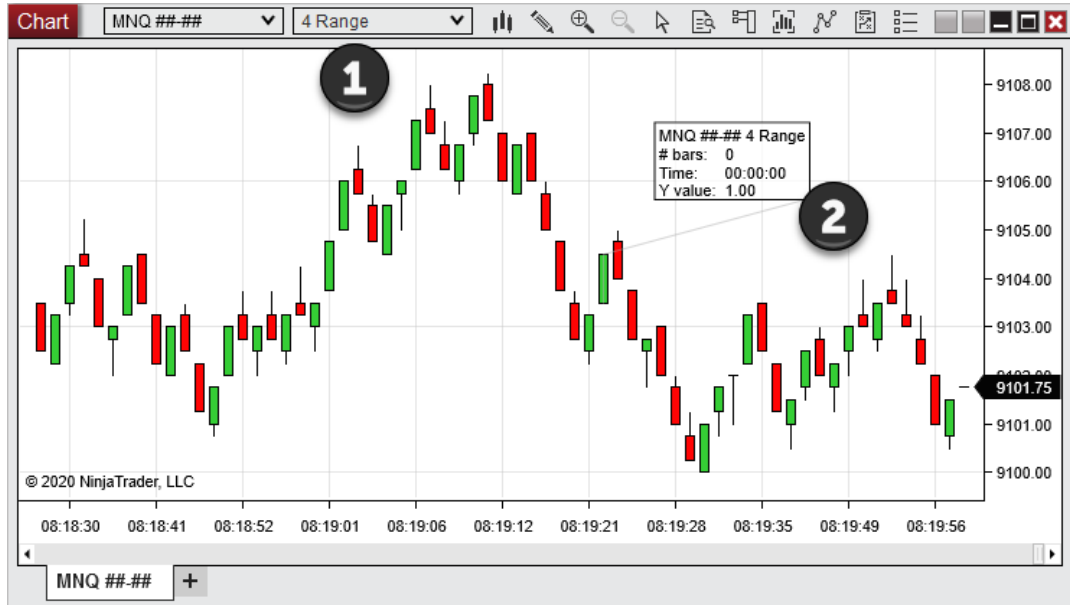 Chart MNQ ##-## 4 Range
1
9108.00
MNQ ##-## 4 Range
# bars: 0
Time: 00:00:00
Y value: 1.00
2
9107.00
9106.00
9105.00
9104.00
9103.00
9102.00
9101.75
9101.00
9100.00
© 2020 NinjaTrader, LLC
08:18:30 08:18:41 08:18:52 08:19:01 08:19:06 08:19:12 08:19:21 08:19:28 08:19:35 08:19:49 08:19:56
MNQ ##-## +